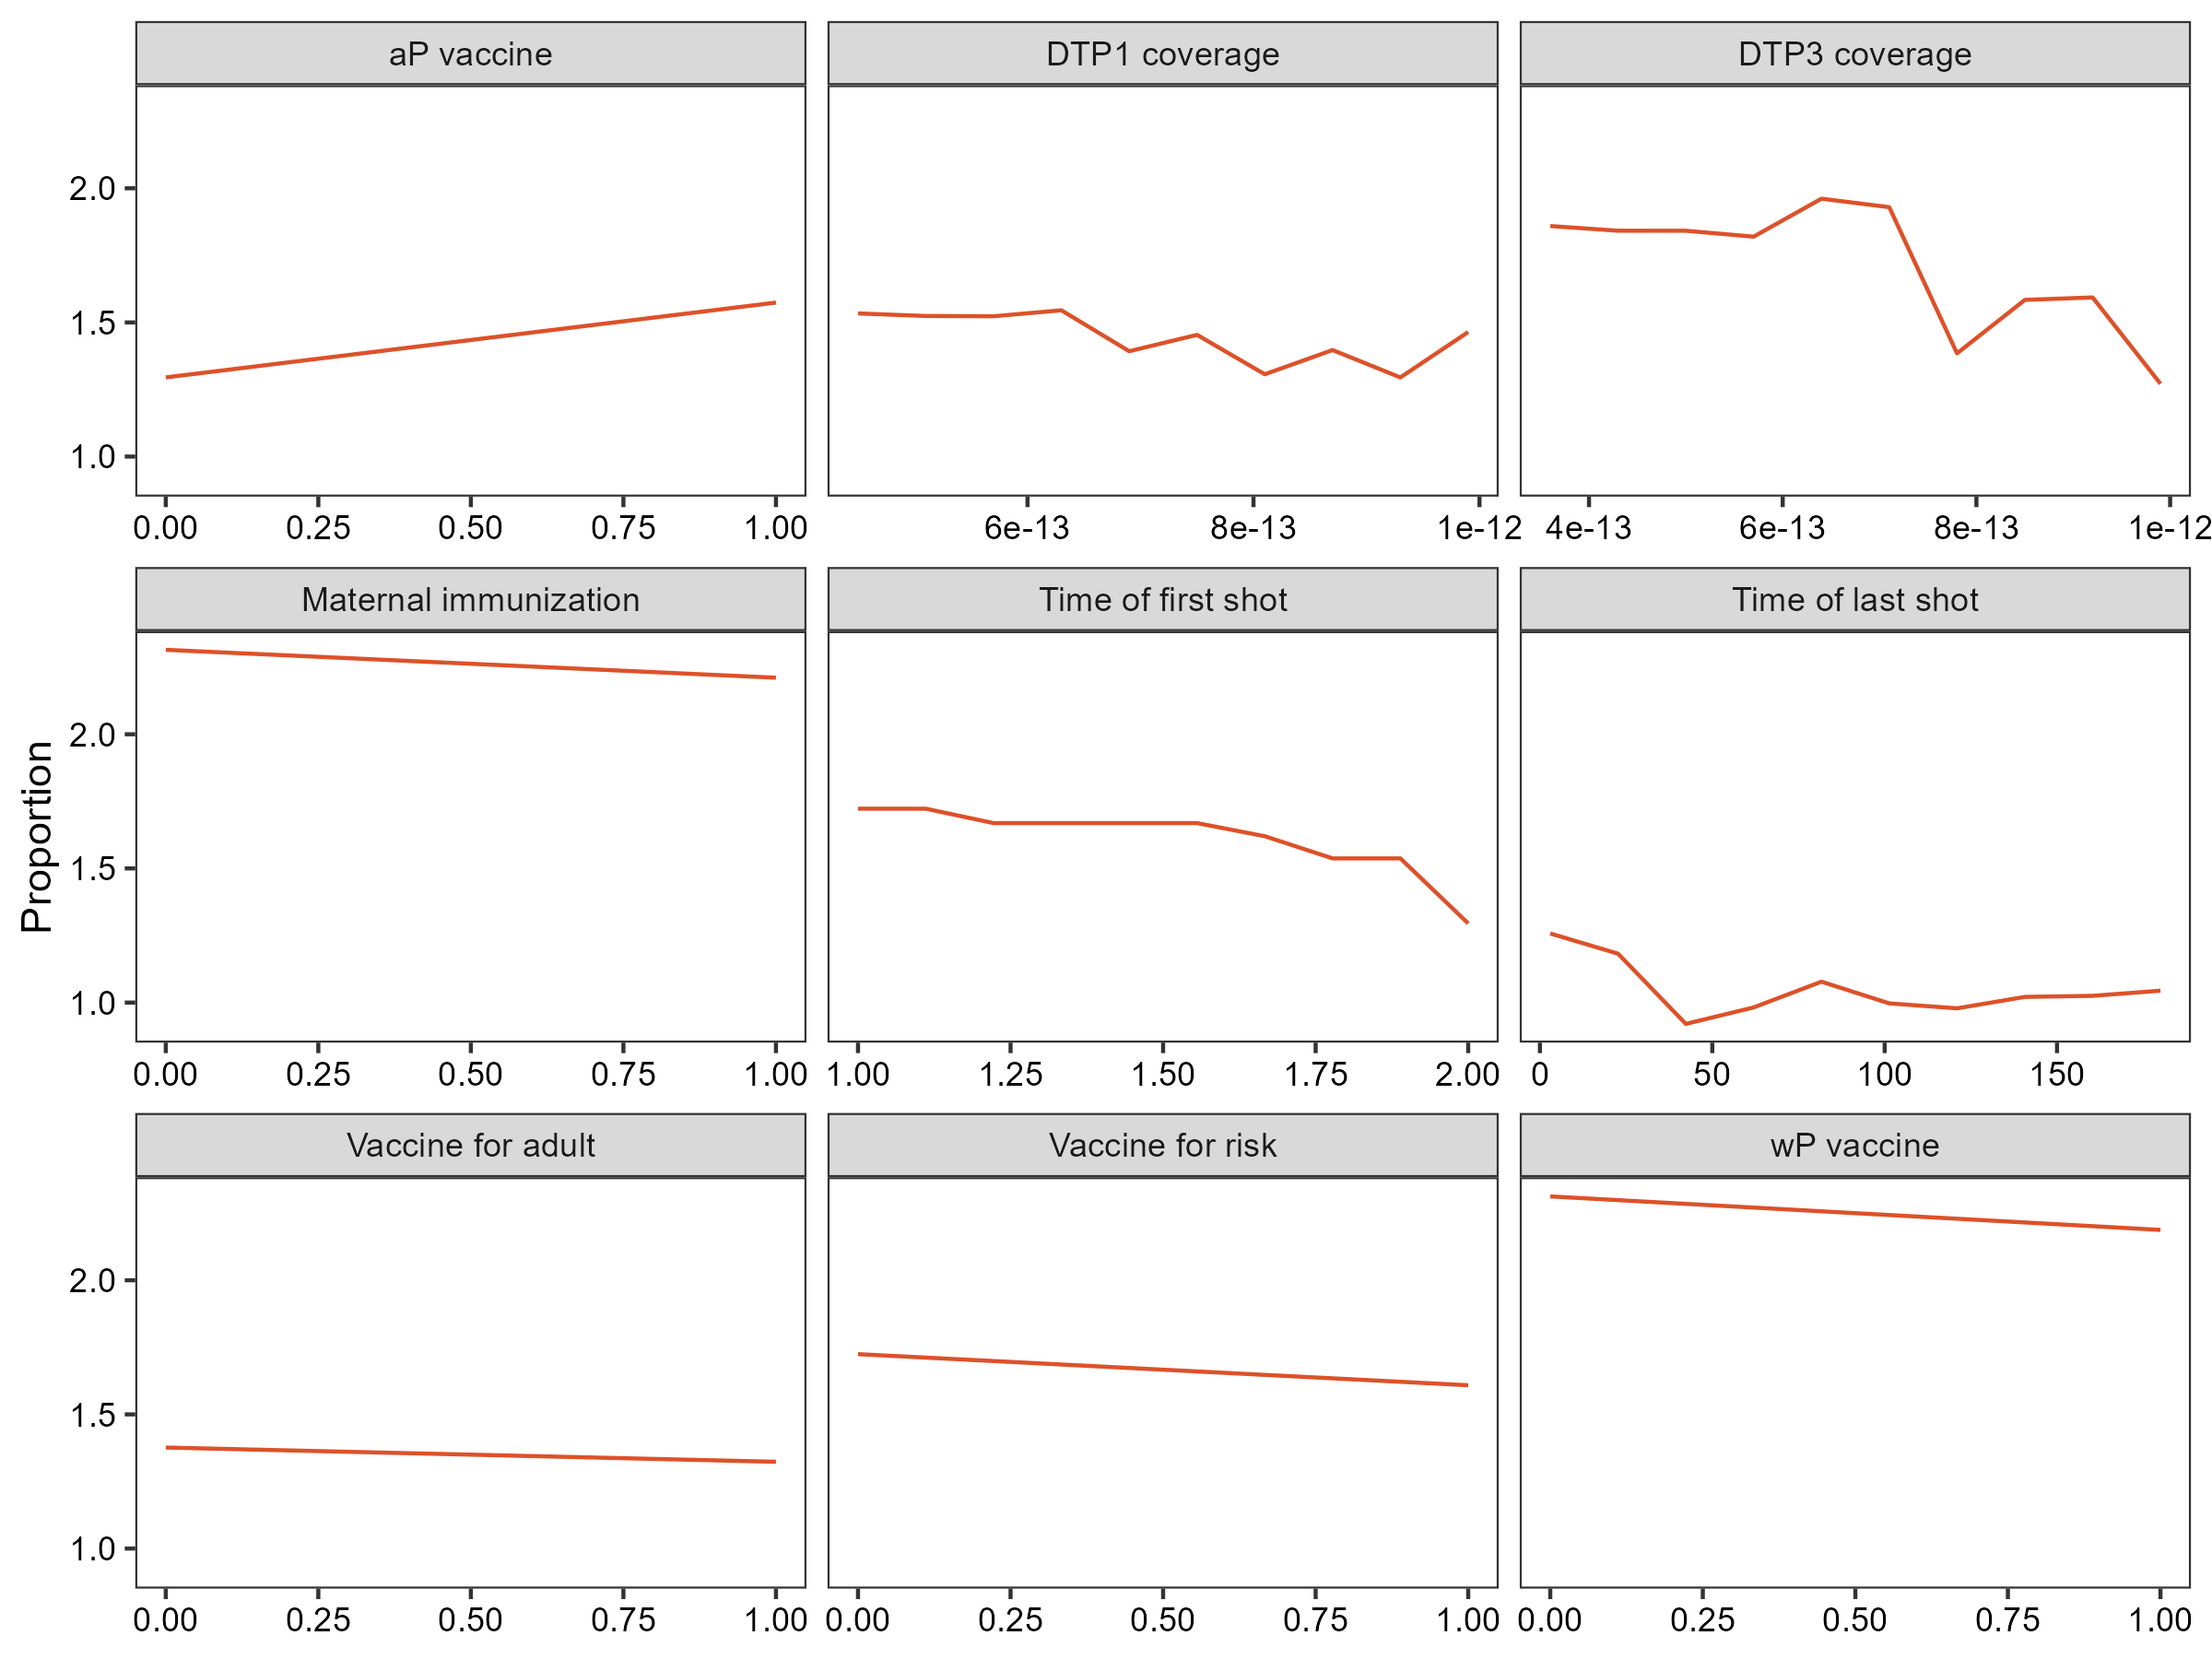 aP vaccine
DTP1 coverage
DTP3 coverage
2.0
1.5
1.0
0.00 0.25 0.50 0.75 1.00
6e-13 8e-13 1e-12
4e-13 6e-13 8e-13 1e-12
Maternal immunization
Time of first shot
Time of last shot
Proportion
2.0
1.5
1.0
0.00 0.25 0.50 0.75 1.00
1.00 1.25 1.50 1.75 2.00
0 50 100 150
Vaccine for adult
Vaccine for risk
wP vaccine
2.0
1.5
1.0
0.00 0.25 0.50 0.75 1.00
0.00 0.25 0.50 0.75 1.00
0.00 0.25 0.50 0.75 1.00